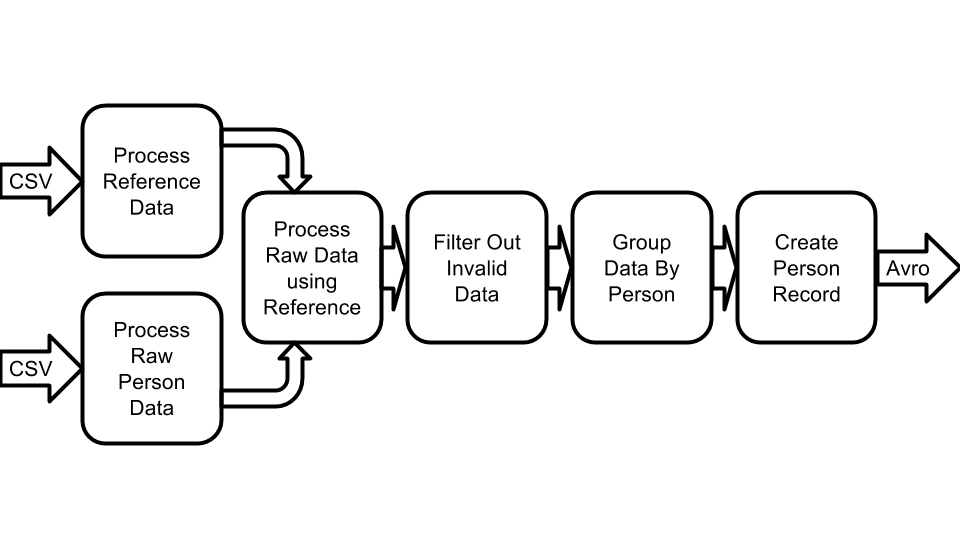 CSV
Process
Reference
Data
CSV
Process
Raw
Person
Data
Process
Raw Data
using
Reference
Filter Out
Invalid
Data
Group
Data By
Person
Create
Person
Record
Avro